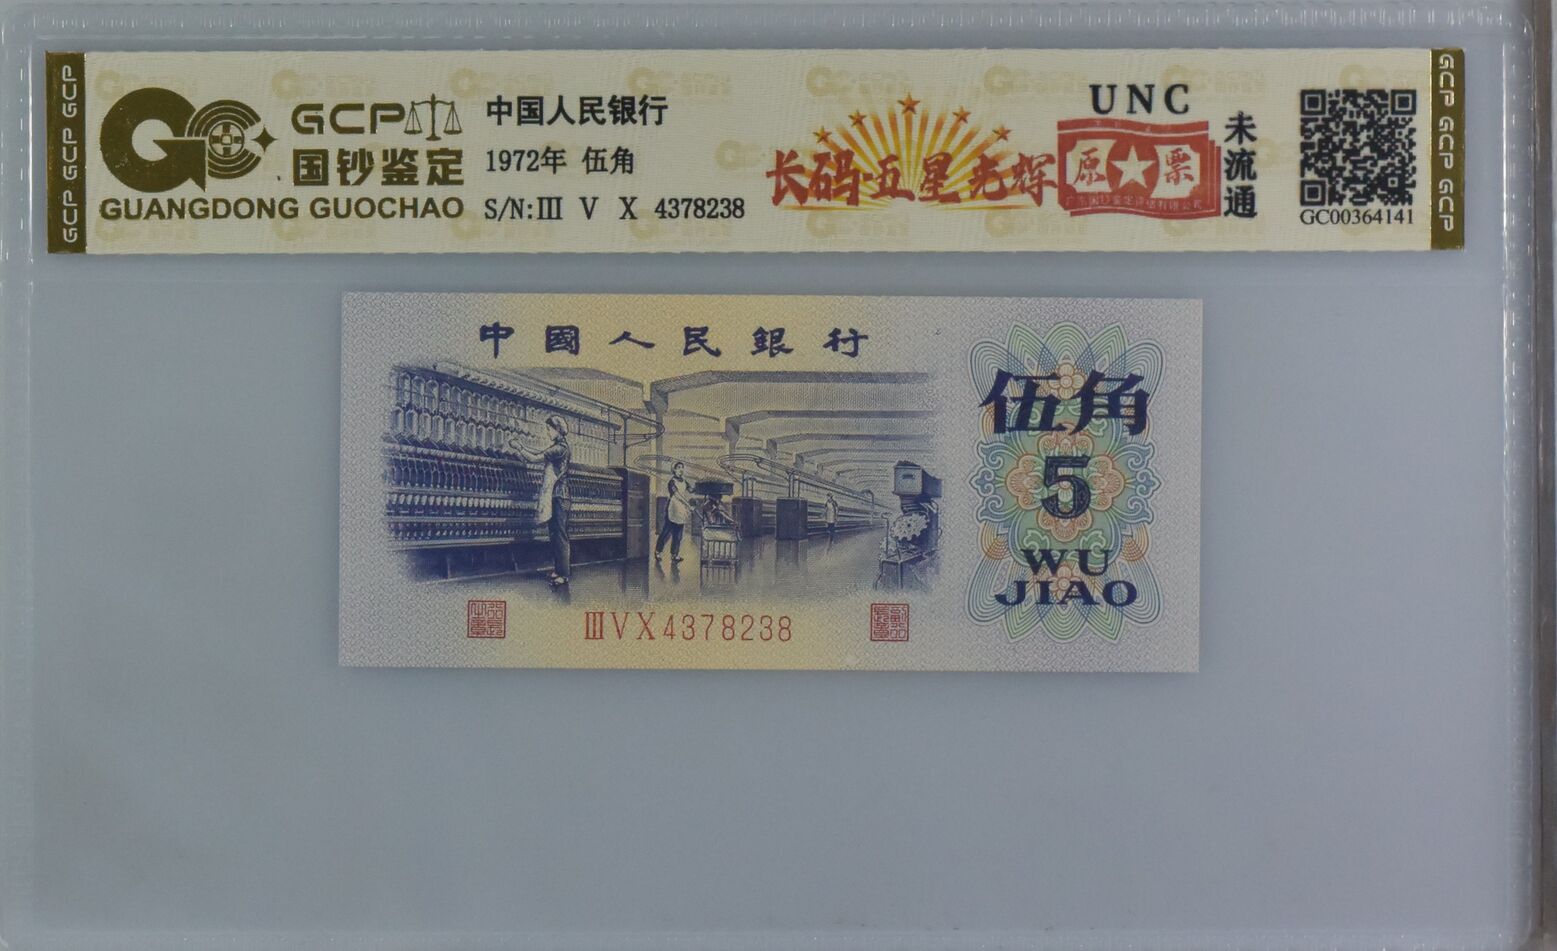 GCP GCP GCP
GCP
国钞鉴定
GUANGDONG GUOCHAO
中国人民银行
1972年 伍角
S/N:Ⅲ V X 4378238
长码五星光辉
UNC
原票
未流通
GC00364141
GCP GCP GCP
中國人民銀行
伍角
5
WU
JIAO
ⅢVX4378238